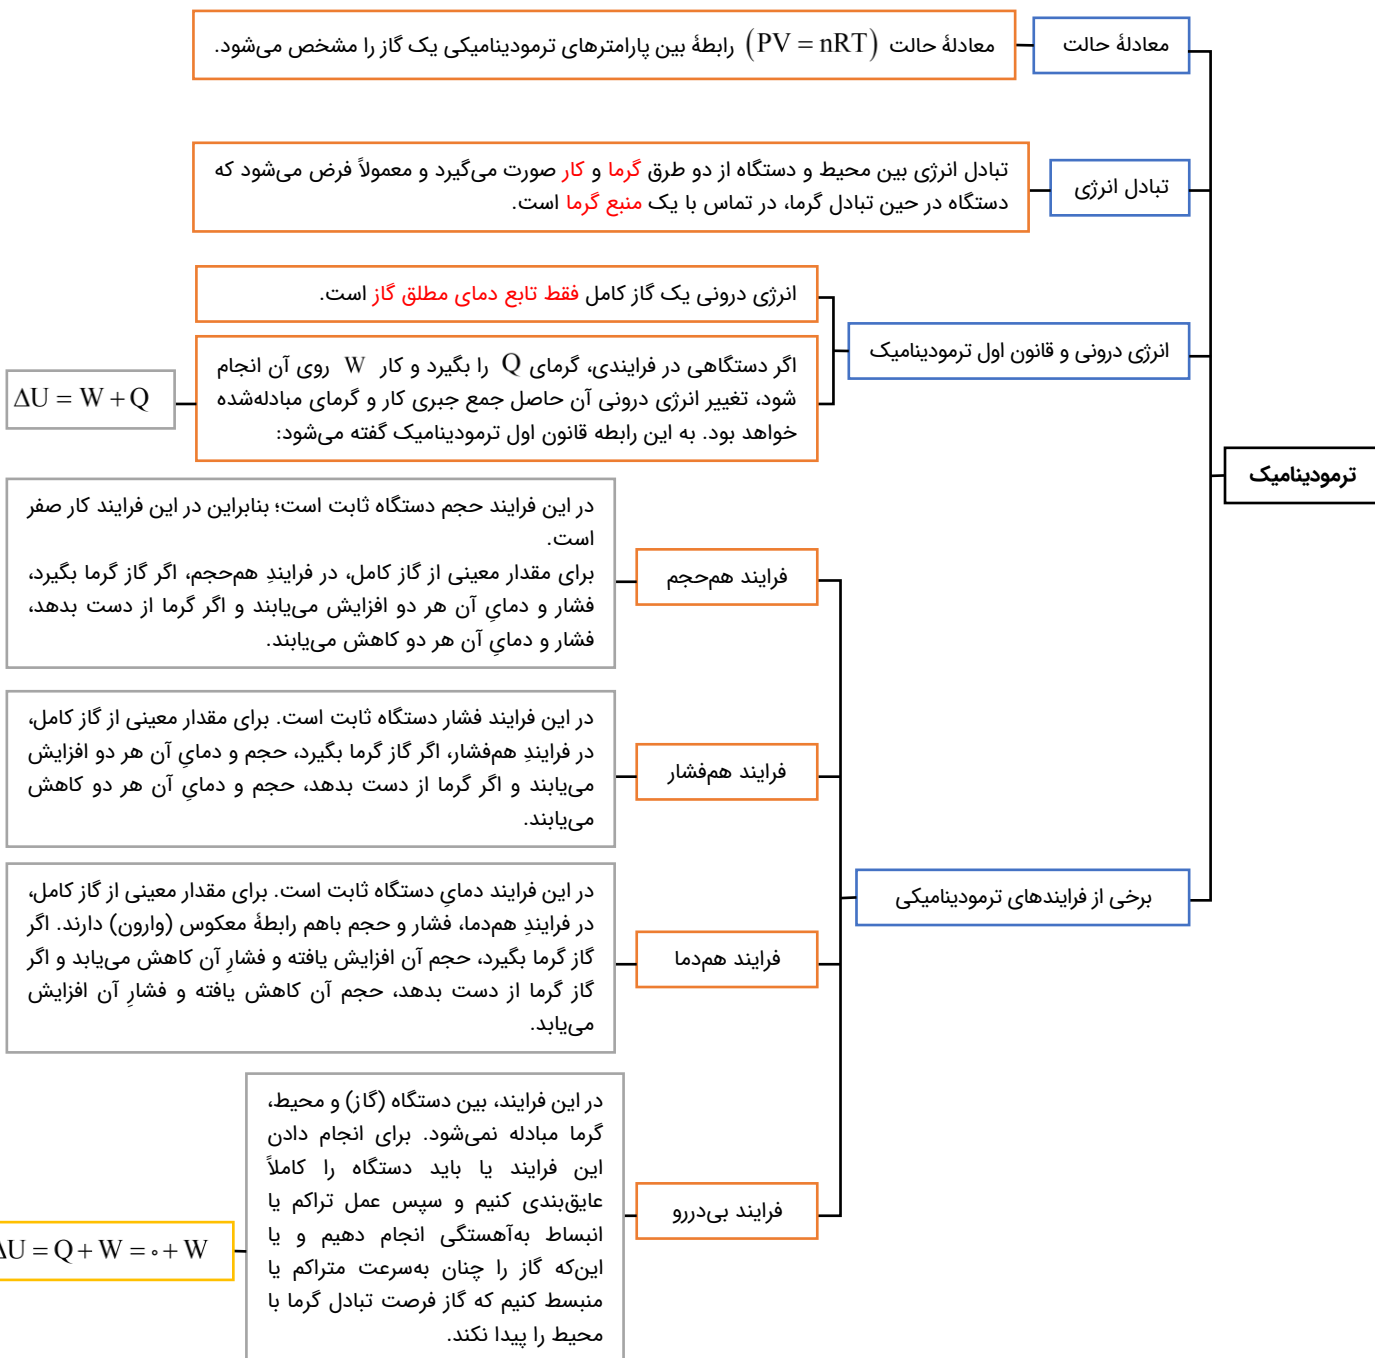 معادلهٔ حالت
معادلهٔ حالت (PV = nRT) رابطهٔ بین پارامترهای ترمودینامیکی یک گاز را مشخص می‌شود.
تبادل انرژی
تبادل انرژی بین محیط و دستگاه از دو طرق گرما و کار صورت می‌گیرد و معمولاً فرض می‌شود که
دستگاه در حین تبادل گرما، در تماس با یک منبع گرما است.
انرژی درونی یک گاز کامل فقط تابع دمای مطلق گاز است.
انرژی درونی و قانون اول ترمودینامیک
اگر دستگاهی در فرایندی، گرمای Q را بگیرد و کار W روی آن انجام
شود، تغییر انرژی درونی آن حاصل جمع جبری کار و گرمای مبادله‌شده
خواهد بود. به این رابطه قانون اول ترمودینامیک گفته می‌شود:
ΔU = W + Q
ترمودینامیک
در این فرایند حجم دستگاه ثابت است؛ بنابراین در این فرایند کار صفر
است.
فرایند هم‌حجم
برای مقدار معینی از گاز کامل، در فرایندِ هم‌حجم، اگر گاز گرما بگیرد،
فشار و دمایِ آن هر دو افزایش می‌یابند و اگر گرما از دست بدهد،
فشار و دمایِ آن هر دو کاهش می‌یابند.
در این فرایند فشار دستگاه ثابت است. برای مقدار معینی از گاز کامل،
در فرایندِ هم‌فشار، اگر گاز گرما بگیرد، حجم و دمایِ آن هر دو افزایش
فرایند هم‌فشار
می‌یابند و اگر گرما از دست بدهد، حجم و دمایِ آن هر دو کاهش
می‌یابند.
برخی از فرایندهای ترمودینامیکی
در این فرایند دمایِ دستگاه ثابت است. برای مقدار معینی از گاز کامل،
در فرایندِ هم‌دما، فشار و حجم باهم رابطهٔ معکوس (وارون) دارند. اگر
فرایند هم‌دما
گاز گرما بگیرد، حجم آن افزایش یافته و فشارِ آن کاهش می‌یابد و اگر
گاز گرما از دست بدهد، حجم آن کاهش یافته و فشارِ آن افزایش
می‌یابد.
در این فرایند، بین دستگاه (گاز) و محیط،
گرما مبادله نمی‌شود. برای انجام دادن
این فرایند یا باید دستگاه را کاملاً
عایق‌بندی کنیم و سپس عمل تراکم یا
فرایند بی‌دررو
انبساط به‌آهستگی انجام دهیم و یا
این‌که گاز را چنان به‌سرعت متراکم یا
منبسط کنیم که گاز فرصت تبادل گرما با
محیط را پیدا نکند.
ΔU = Q + W = ۰ + W